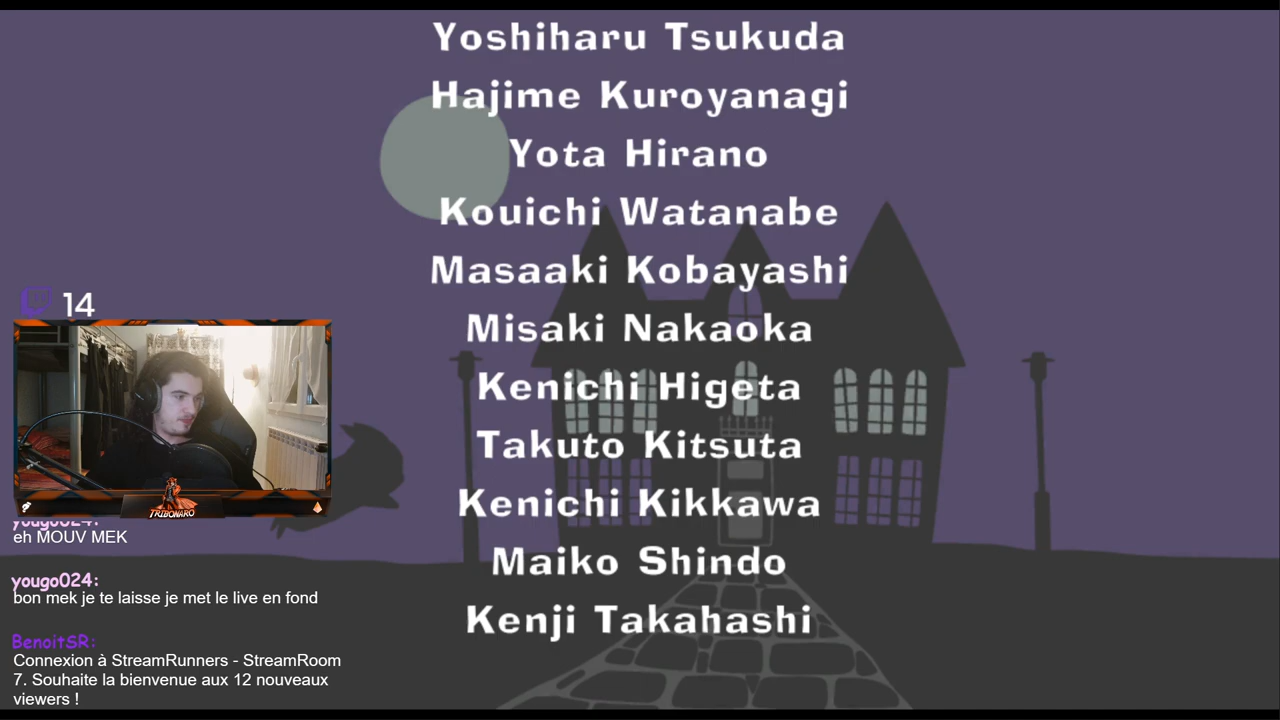 Yoshiharu Tsukuda
Hajime Kuroyanagi
Yota Hirano
Kouichi Watanabe
Masaaki Kobayashi
Misaki Nakaoka
Kenichi Higeta
Takuto Kitsuta
Kenichi Kikkawa
Maiko Shindo
Kenji Takahashi
14
TRIBONARO
yougo024:
eh MOUV MEK
yougo024:
bon mek je te laisse je met le live en fond
BenoitSR:
Connexion à StreamRunners - StreamRoom
7. Souhaite la bienvenue aux 12 nouveaux
viewers !